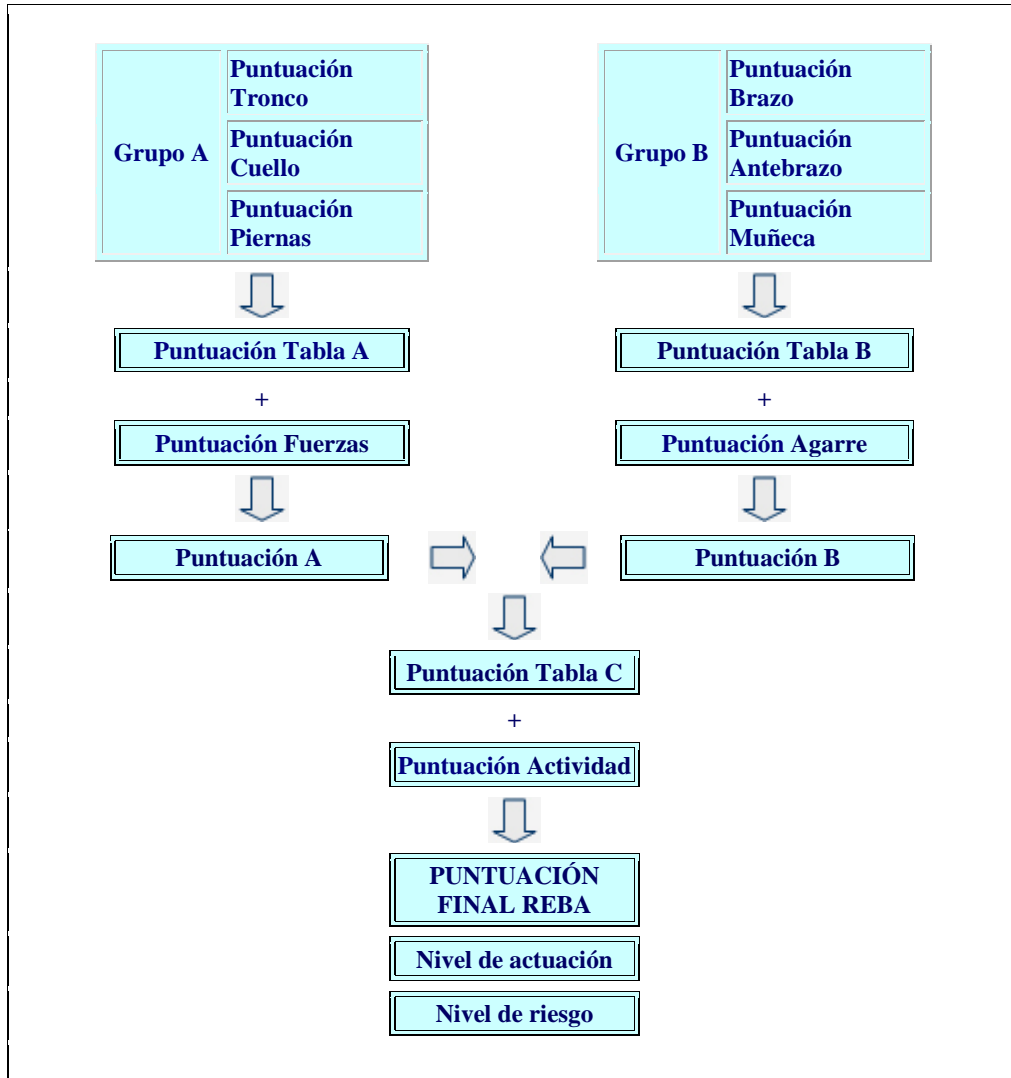 Grupo A
Puntuación
Tronco
Puntuación
Cuello
Puntuación
Piernas
Grupo B
Puntuación
Brazo
Puntuación
Antebrazo
Puntuación
Muñeca
Puntuación Tabla A
+
Puntuación Fuerzas
Puntuación A
Puntuación Tabla B
+
Puntuación Agarre
Puntuación B
Puntuación Tabla C
+
Puntuación Actividad
PUNTUACIÓN
FINAL REBA
Nivel de actuación
Nivel de riesgo